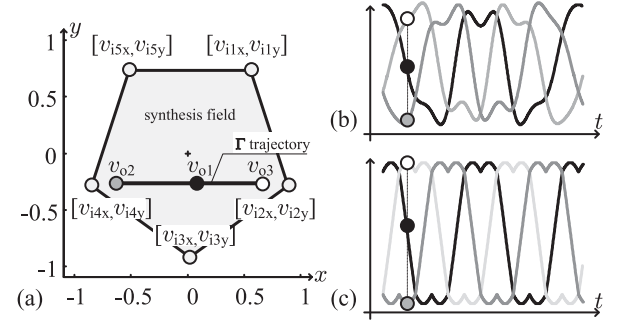 y
1
[v_i5x,v_i5y] [v_i1x,v_i1y]
0.5
synthesis field
Γ trajectory
0
v_o2 v_o1 v_o3
[v_i4x,v_i4y] [v_i2x,v_i2y]
-0.5
[v_i3x,v_i3y]
-1
x
(a) -1 -0.5 0 0.5 1
(b) t
(c) t